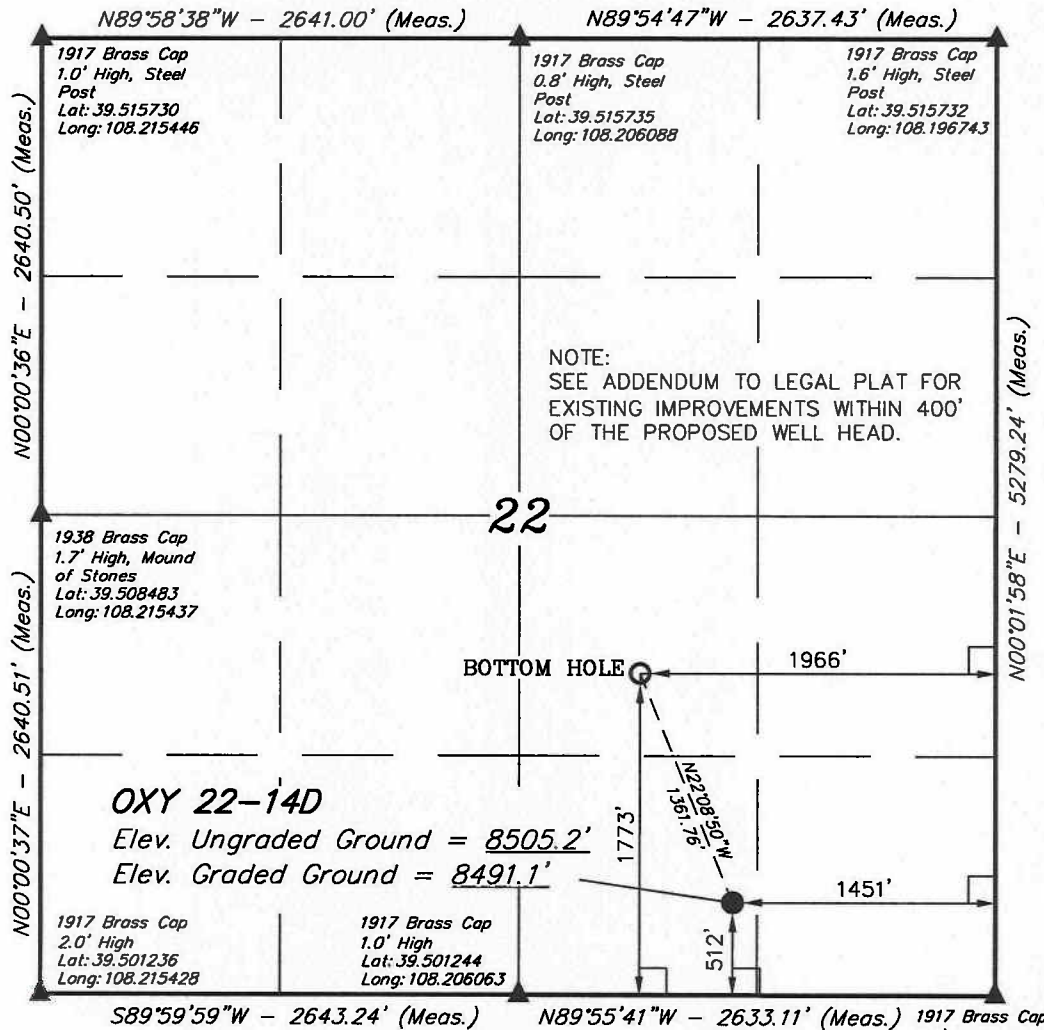 N89°58'38"W - 2641.00' (Meas.)
N89°54'47"W - 2637.43' (Meas.)
1917 Brass Cap
1.0' High, Steel
Post
Lat: 39.515730
Long: 108.215446
1917 Brass Cap
0.8' High, Steel
Post
Lat: 39.515735
Long: 108.206088
1917 Brass Cap
1.6' High, Steel
Post
Lat: 39.515732
Long: 108.196743
N00°00'36"E - 2640.50' (Meas.)
NOTE:
SEE ADDENDUM TO LEGAL PLAT FOR
EXISTING IMPROVEMENTS WITHIN 400'
OF THE PROPOSED WELL HEAD.
N00°01'58"E - 5279.24' (Meas.)
22
1938 Brass Cap
1.7' High, Mound
of Stones
Lat: 39.508483
Long: 108.215437
N00°00'37"E - 2640.51' (Meas.)
BOTTOM HOLE
1966'
N22°08'50"W
1361.76'
1773'
OXY 22-14D
Elev. Ungraded Ground = 8505.2'
Elev. Graded Ground = 8491.1'
1451'
512'
1917 Brass Cap
2.0' High
Lat: 39.501236
Long: 108.215428
1917 Brass Cap
1.0' High
Lat: 39.501244
Long: 108.206063
S89°59'59"W - 2643.24' (Meas.)
N89°55'41"W - 2633.11' (Meas.)
1917 Brass Cap